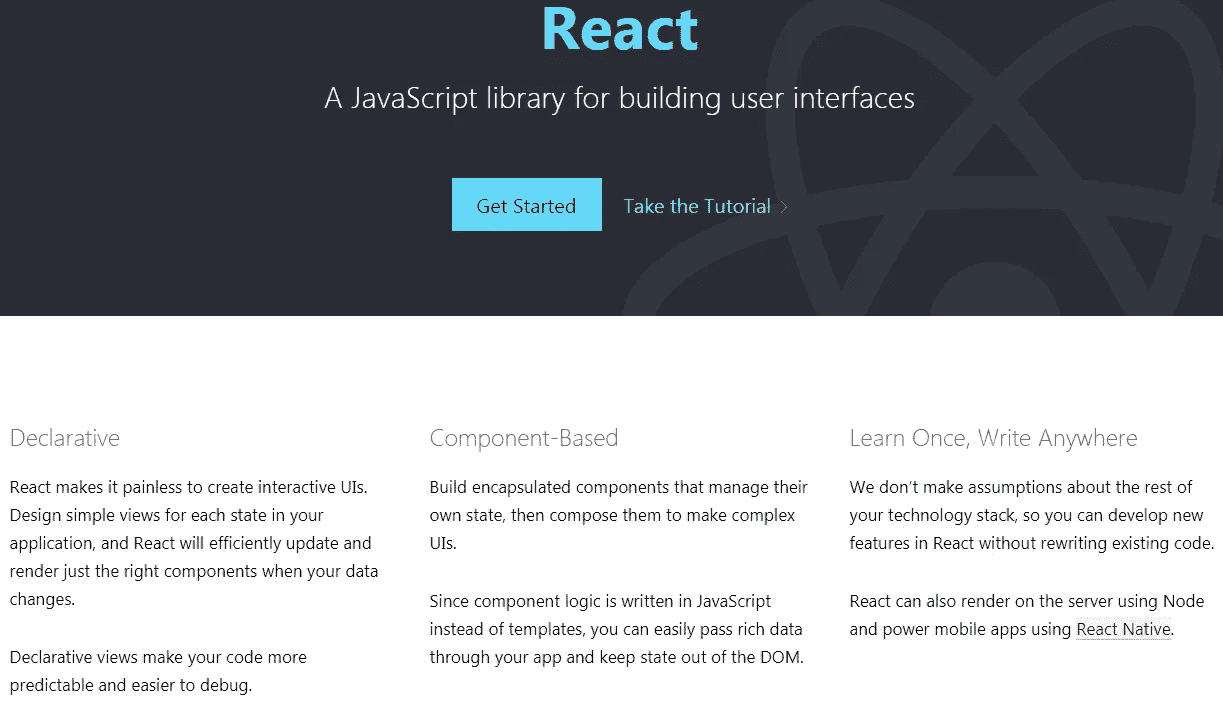 React
A JavaScript library for building user interfaces
Get Started
Take the Tutorial
Declarative
React makes it painless to create interactive UIs.
Design simple views for each state in your
application, and React will efficiently update and
render just the right components when your data
changes.
Declarative views make your code more
predictable and easier to debug.
Component-Based
Build encapsulated components that manage their
own state, then compose them to make complex
UIs.
Since component logic is written in JavaScript
instead of templates, you can easily pass rich data
through your app and keep state out of the DOM.
Learn Once, Write Anywhere
We don’t make assumptions about the rest of
your technology stack, so you can develop new
features in React without rewriting existing code.
React can also render on the server using Node
and power mobile apps using React Native.